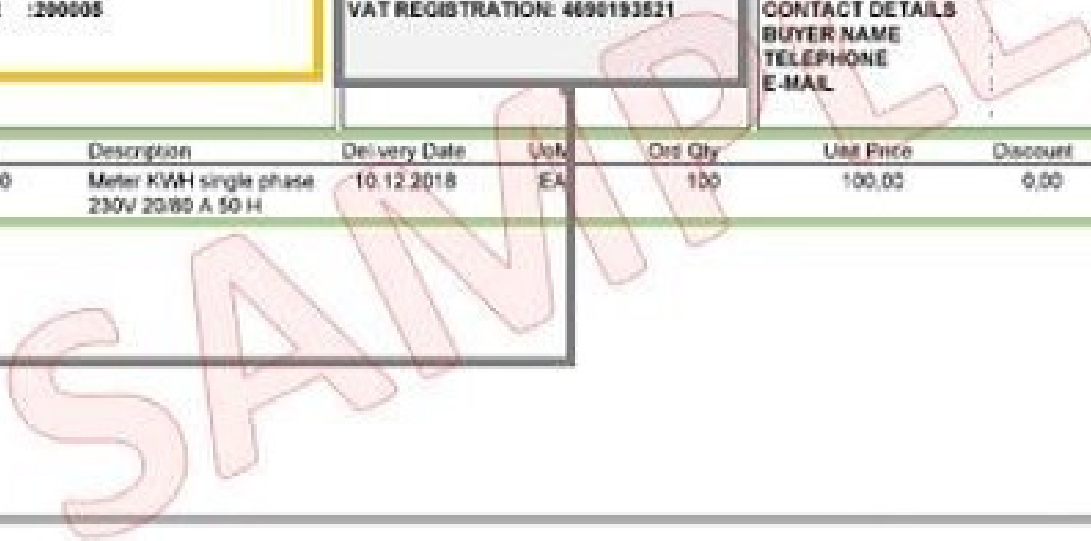 :200005
VAT REGISTRATION: 4690193521
CONTACT DETAILS
BUYER NAME
TELEPHONE
E-MAIL
Description Delivery Date UoM Ord Qty Unit Price Discount
0 Meter KWH single phase 10.12.2018 EA 100 100,00 0,00
230V 20/80 A 50 H
SAMPLE